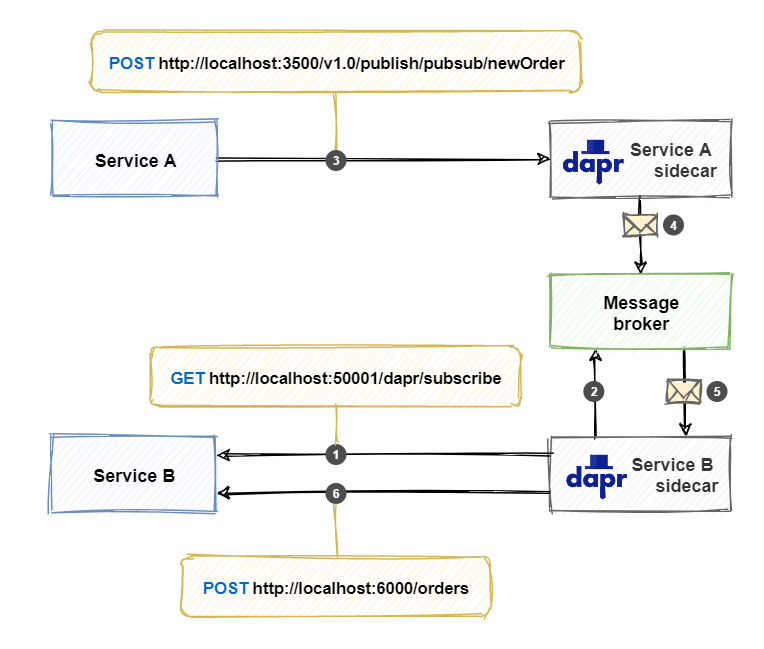 POST http://localhost:3500/v1.0/publish/pubsub/newOrder
Service A
3
dapr
Service A
sidecar
4
Message
broker
GET http://localhost:50001/dapr/subscribe
2
5
Service B
1
6
dapr
Service B
sidecar
POST http://localhost:6000/orders